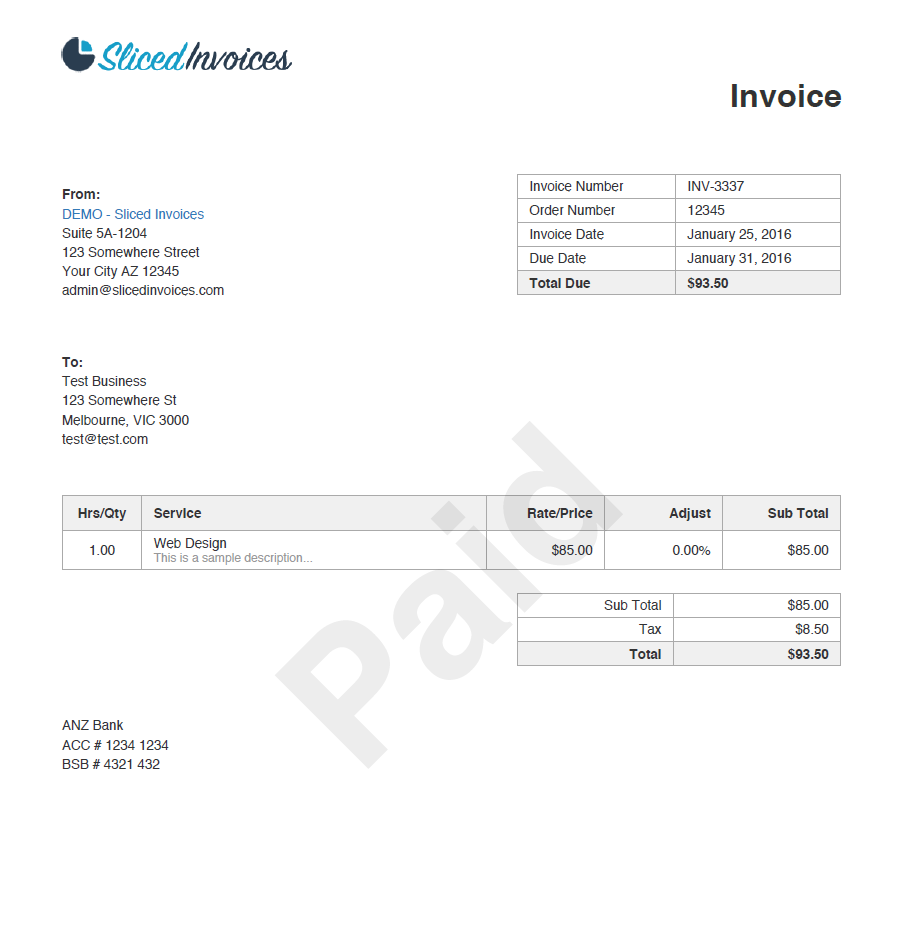 Sliced Invoices
Invoice
From:
DEMO - Sliced Invoices
Suite 5A-1204
123 Somewhere Street
Your City AZ 12345
admin@slicedinvoices.com
Invoice Number INV-3337
Order Number 12345
Invoice Date January 25, 2016
Due Date January 31, 2016
Total Due $93.50
To:
Test Business
123 Somewhere St
Melbourne, VIC 3000
test@test.com
Paid
Hrs/Qty Service Rate/Price Adjust Sub Total
1.00 Web Design $85.00 0.00% $85.00
This is a sample description...
Sub Total $85.00
Tax $8.50
Total $93.50
ANZ Bank
ACC # 1234 1234
BSB # 4321 432